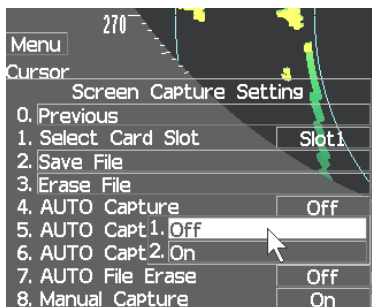 270
Menu
Cursor
Screen Capture Setting
0. Previous
1. Select Card Slot Slot1
2. Save File
3. Erase File
4. AUTO Capture Off
5. AUTO Capt 1. Off
6. AUTO Capt 2. On
7. AUTO File Erase Off
8. Manual Capture On